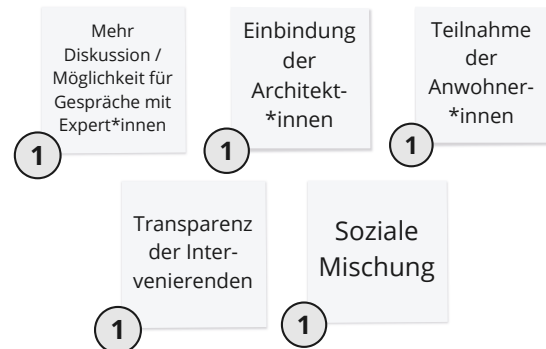 Mehr
Diskussion /
Möglichkeit für
Gespräche mit
Expert*innen
1
Einbindung
der
Architekt-
*innen
1
Teilnahme
der
Anwohner-
*innen
1
Transparenz
der Inter-
venierenden
1
Soziale
Mischung
1